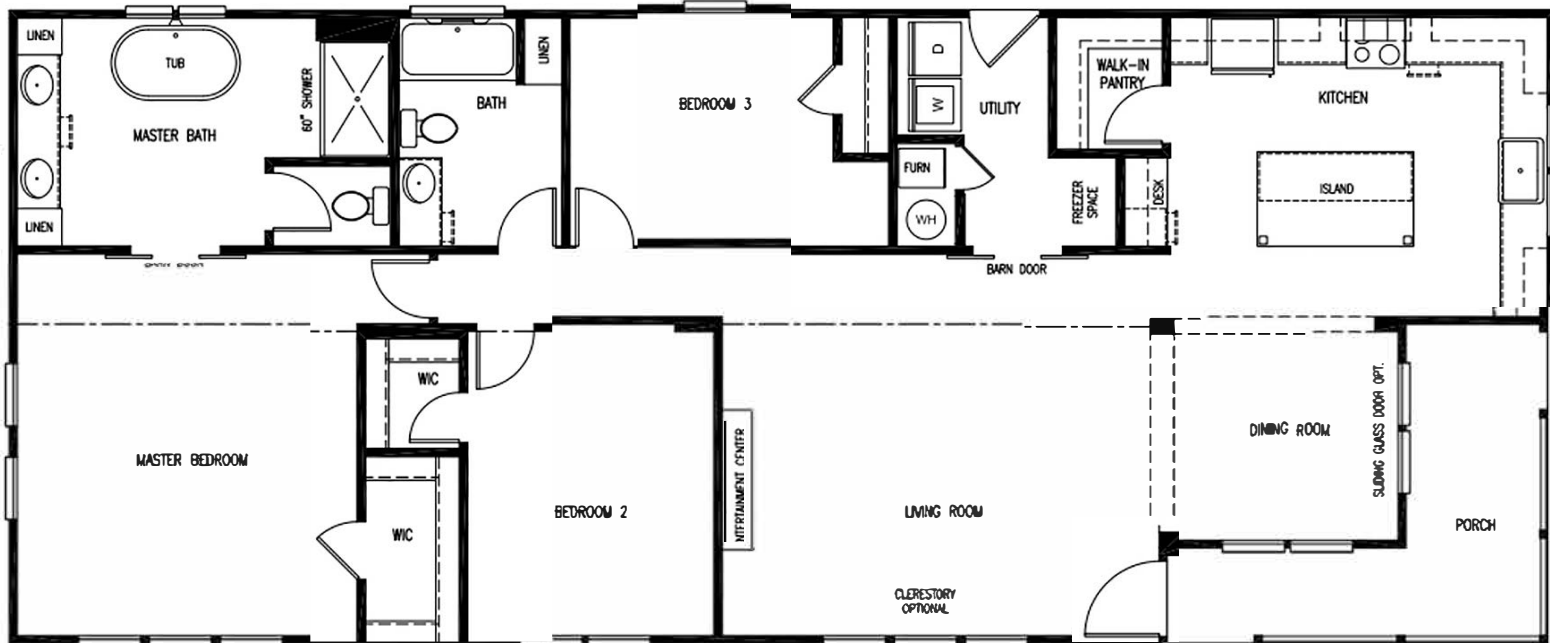 LINEN
TUB
60" SHOWER
MASTER BATH
LINEN
LINEN
BATH
BEDROOM 3
D
W
UTILITY
FURN
WH
FREEZER
SPACE
BARN DOOR
WALK-IN
PANTRY
DESK
KITCHEN
ISLAND
MASTER BEDROOM
WIC
WIC
BEDROOM 2
NTERTAINMENT CENTER
LIVING ROOM
CLERESTORY
OPTIONAL
DINING ROOM
SLIDING GLASS DOOR OPT.
PORCH